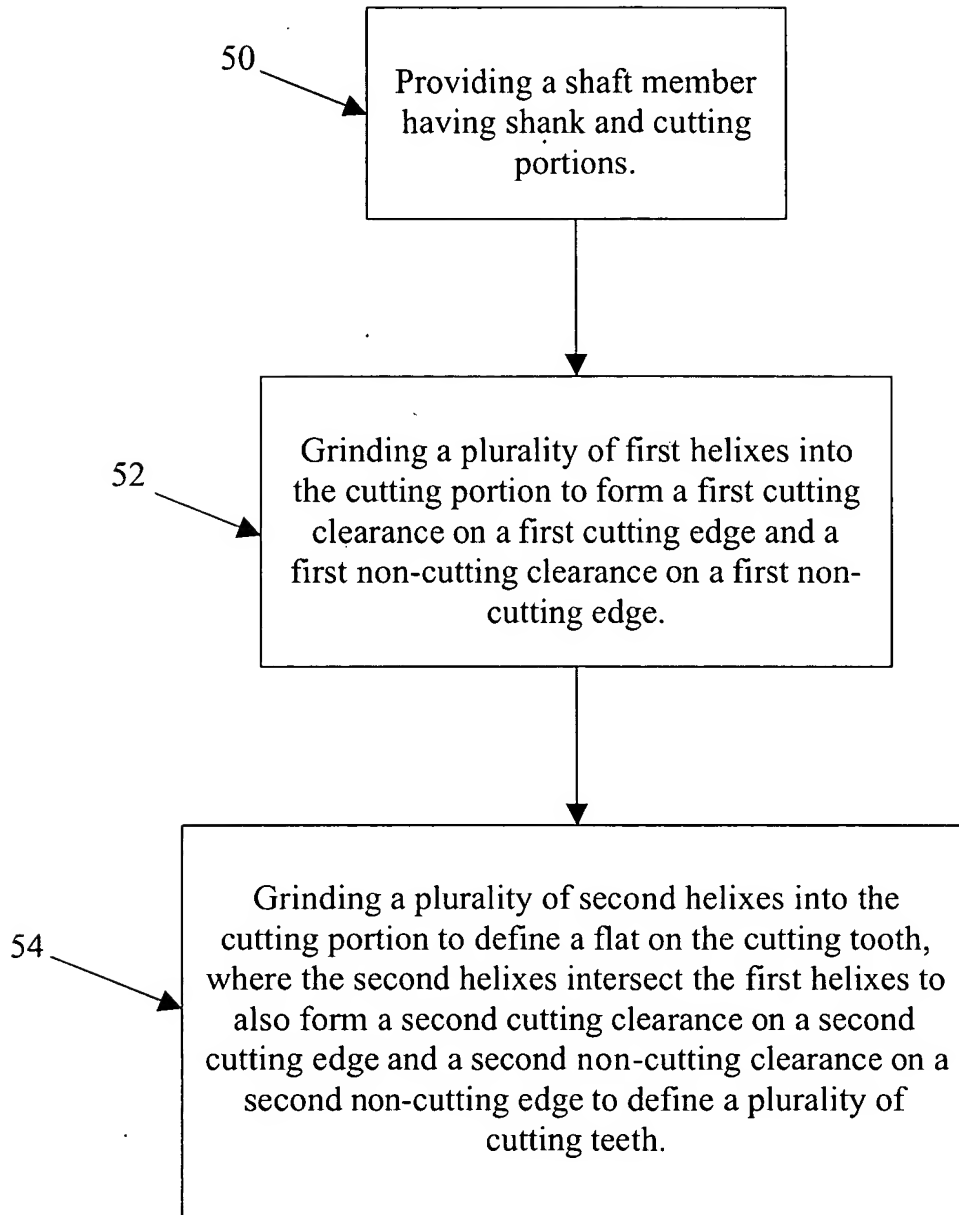 50
Providing a shaft member
having shank and cutting
portions.
52
Grinding a plurality of first helixes into
the cutting portion to form a first cutting
clearance on a first cutting edge and a
first non-cutting clearance on a first non-
cutting edge.
54
Grinding a plurality of second helixes into the
cutting portion to define a flat on the cutting tooth,
where the second helixes intersect the first helixes to
also form a second cutting clearance on a second
cutting edge and a second non-cutting clearance on a
second non-cutting edge to define a plurality of
cutting teeth.